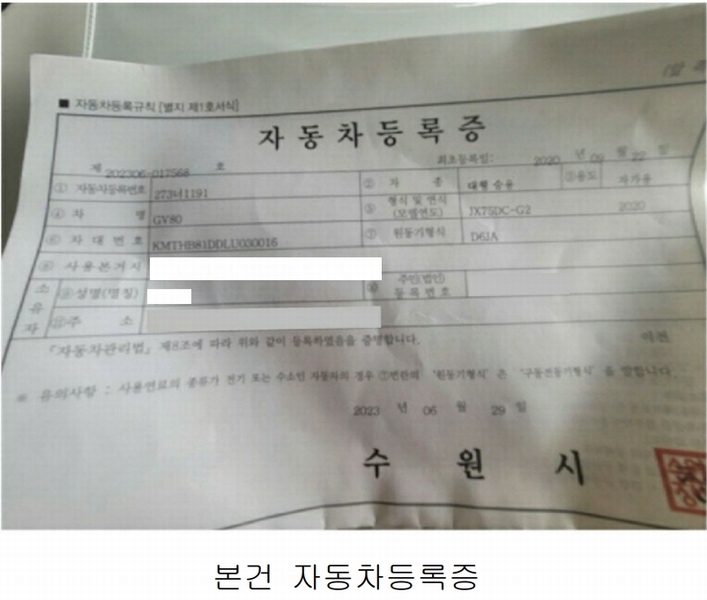 (앞 쪽
■ 자동차등록규칙 [별지 제1호서식]
자동차등록증
제 202306-017568 호 최초등록일: 2020 년 09 월 22 일
① 자동차등록번호 273너1191 ② 차 종 대형 승용 ③용도 자가용
④ 차 명 GV80 ⑤ 형식 및 연식 (모델연도) JX75DC-G2 2020
⑥ 차 대 번 호 KMTHB81DDLU030016 ⑦ 원동기형식 D6JA
⑧ 사 용 본 거 지
소유자 ⑨성명(명칭) ⑩ 주민(법인) 등록번호
⑪주 소
「자동차관리법」 제8조에 따라 위와 같이 등록하였음을 증명합니다. 이전
※ 유의사항 : 사용연료의 종류가 전기 또는 수소인 자동차의 경우 ⑦번란의 '원동기형식' 은 '구동전동기형식' 을 말합니다.
2023 년 06 월 29 일
수 원 시
본건 자동차등록증